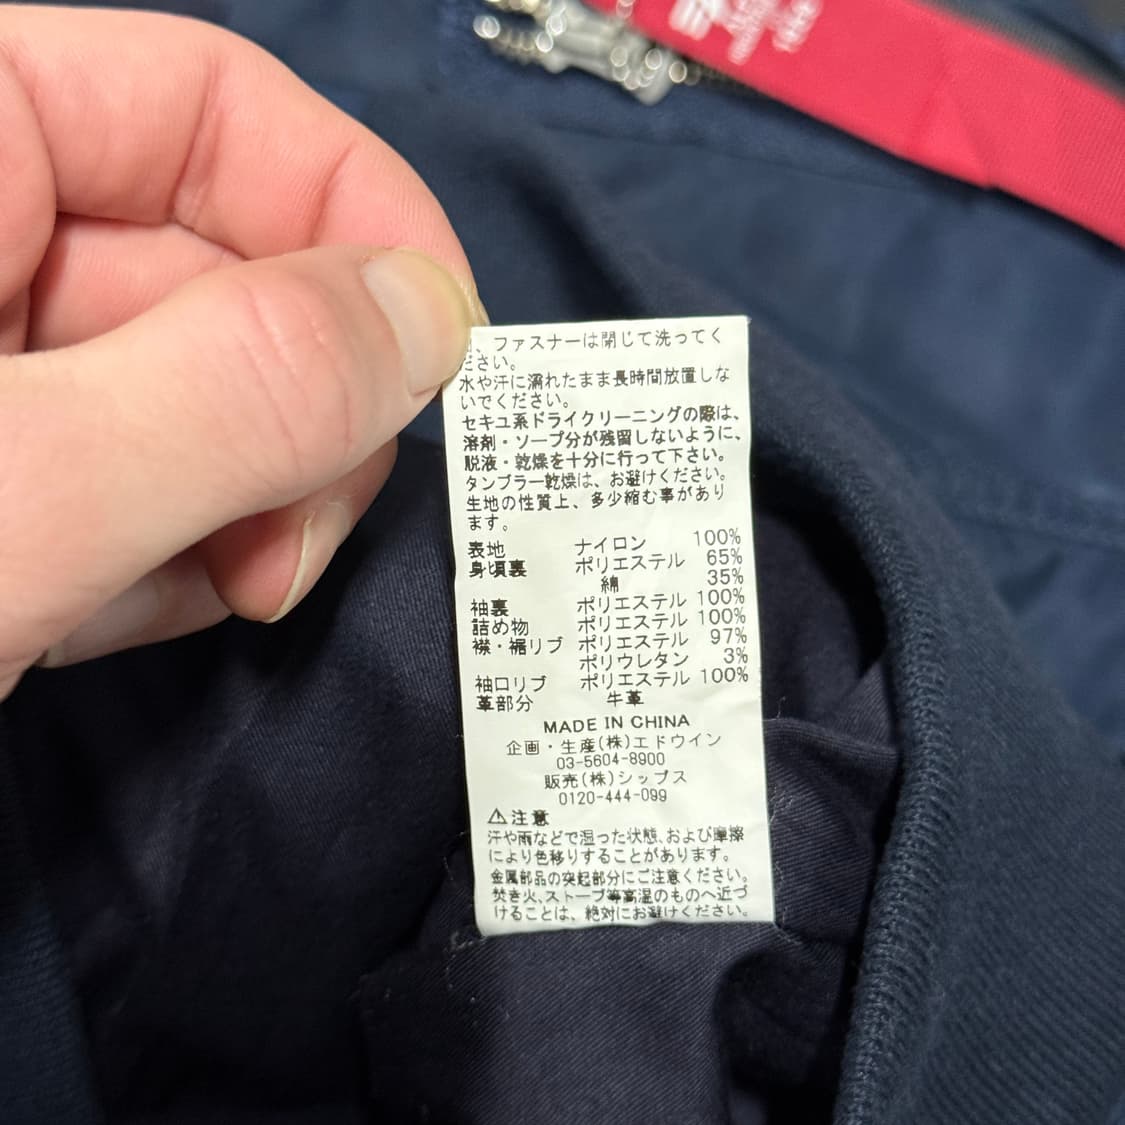 、ファスナーは閉じて洗ってく
ださい。
水や汗に濡れたまま長時間放置しな
いでください。
セキユ系ドライクリーニングの際は、
溶剤・ソープ分が残留しないように、
脱液・乾燥を十分に行って下さい。
タンブラー乾燥は、お避けください。
生地の性質上、多少縮む事があり
ます。
表地 ナイロン 100%
身頃裏 ポリエステル 65%
綿 35%
袖裏 ポリエステル 100%
詰め物 ポリエステル 100%
襟・裾リブ ポリエステル 97%
ポリウレタン 3%
袖口リブ ポリエステル 100%
革部分 牛革
MADE IN CHINA
企画・生産(株)エドウイン
03-5604-8900
販売(株)シップス
0120-444-099
⚠注意
汗や雨などで湿った状態、および摩擦
により色移りすることがあります。
金属部品の突起部分にご注意ください。
焚き火、ストーブ等高温のものへ近づ
けることは、絶対にお避けください。